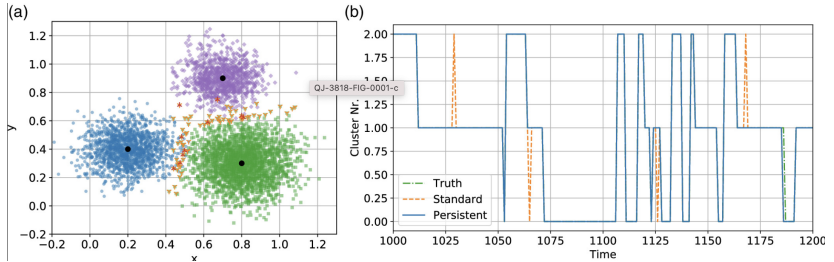 (a)
1.2
1.0
0.8
0.6
0.4
0.2
0.0
−0.2
y
−0.2 0.0 0.2 0.4 0.6 0.8 1.0 1.2
x
QJ-3818-FIG-0001-c
(b)
2.00
1.75
1.50
1.25
1.00
0.75
0.50
0.25
0.00
Cluster Nr.
Truth
Standard
Persistent
1000 1025 1050 1075 1100 1125 1150 1175 1200
Time